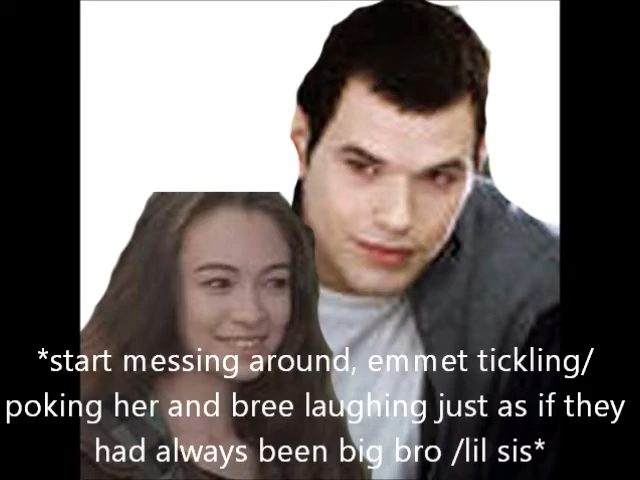 *start messing around, emmet tickling/
poking her and bree laughing just as if they
had always been big bro /lil sis*